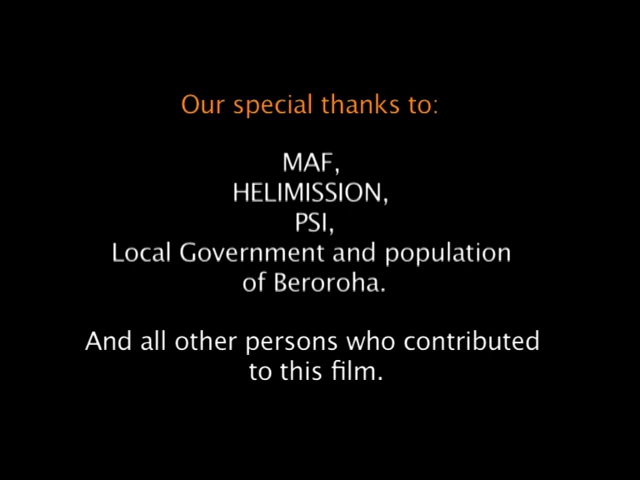 Our special thanks to:
MAF,
HELIMISSION,
PSI,
Local Government and population
of Beroroha.
And all other persons who contributed
to this film.